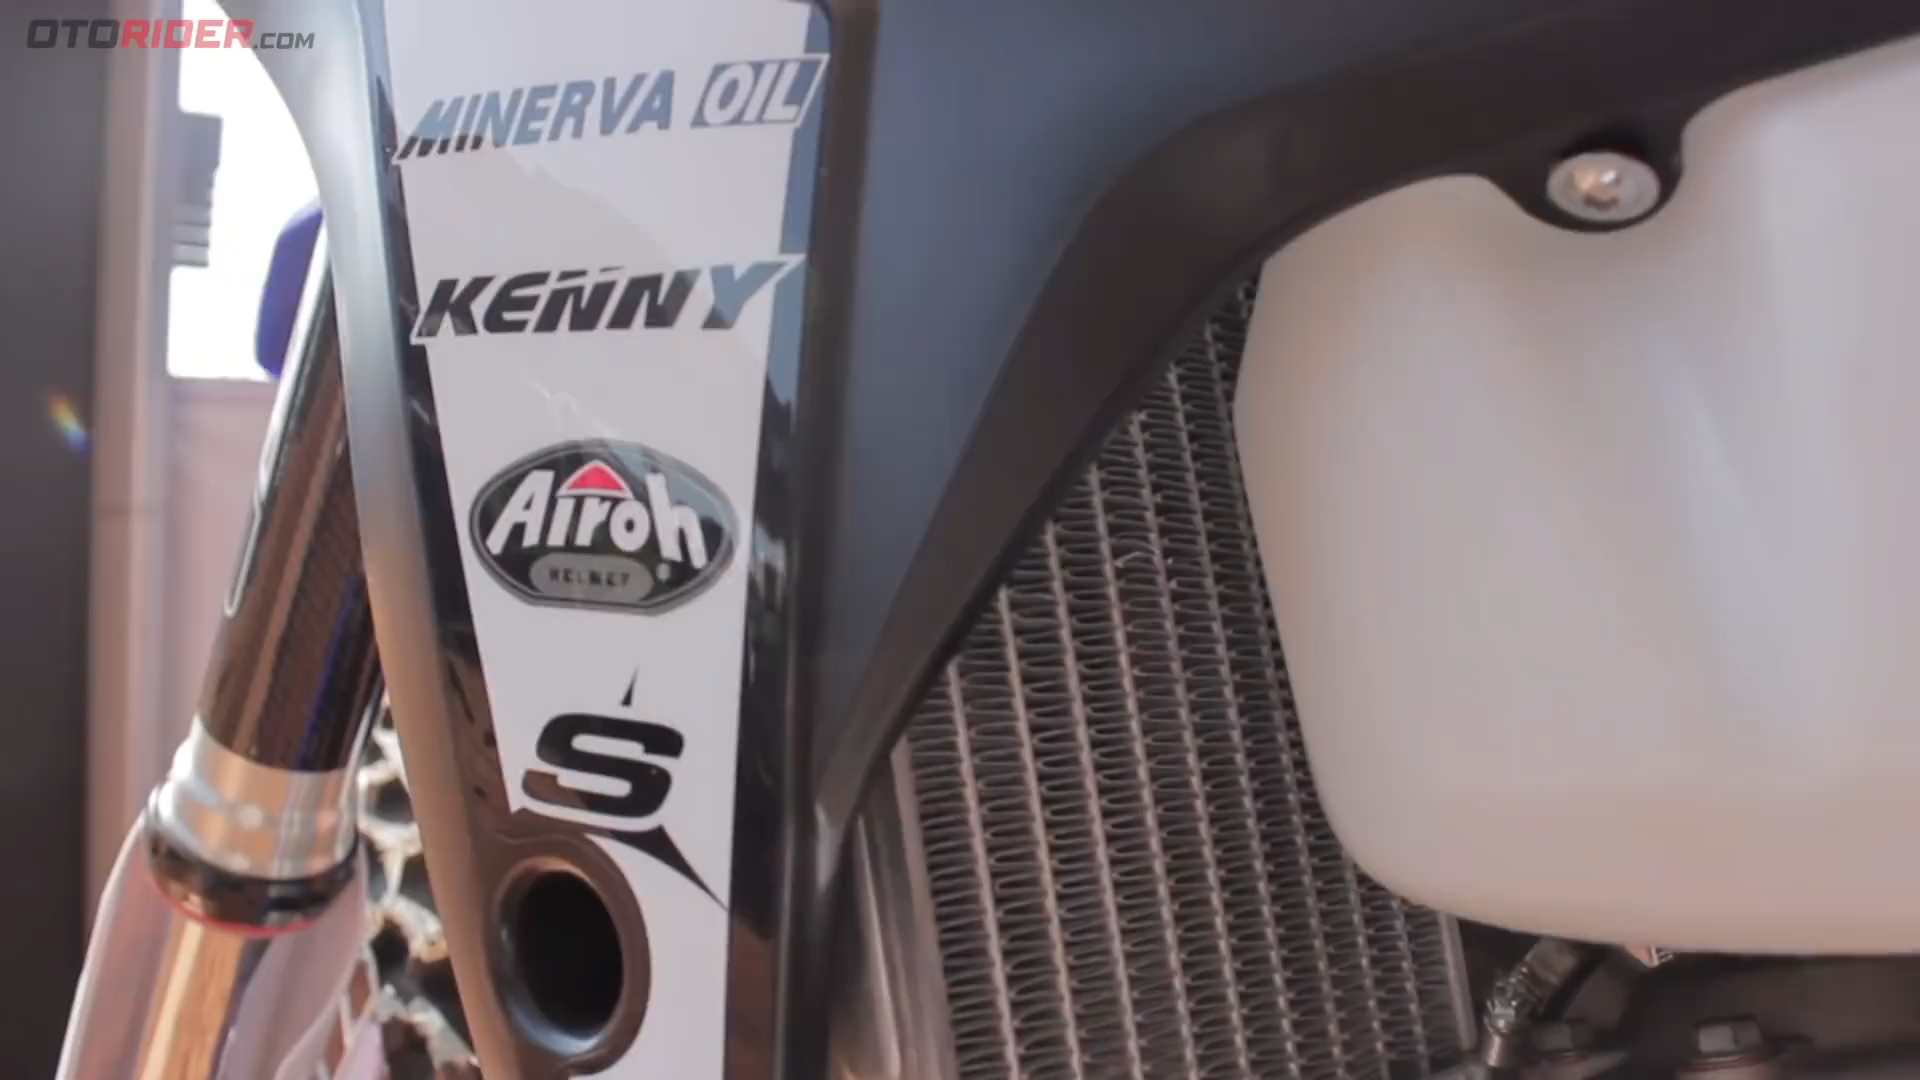 OTORIDER.COM
MINERVA OIL
KENNY
Airoh
HELMET
S